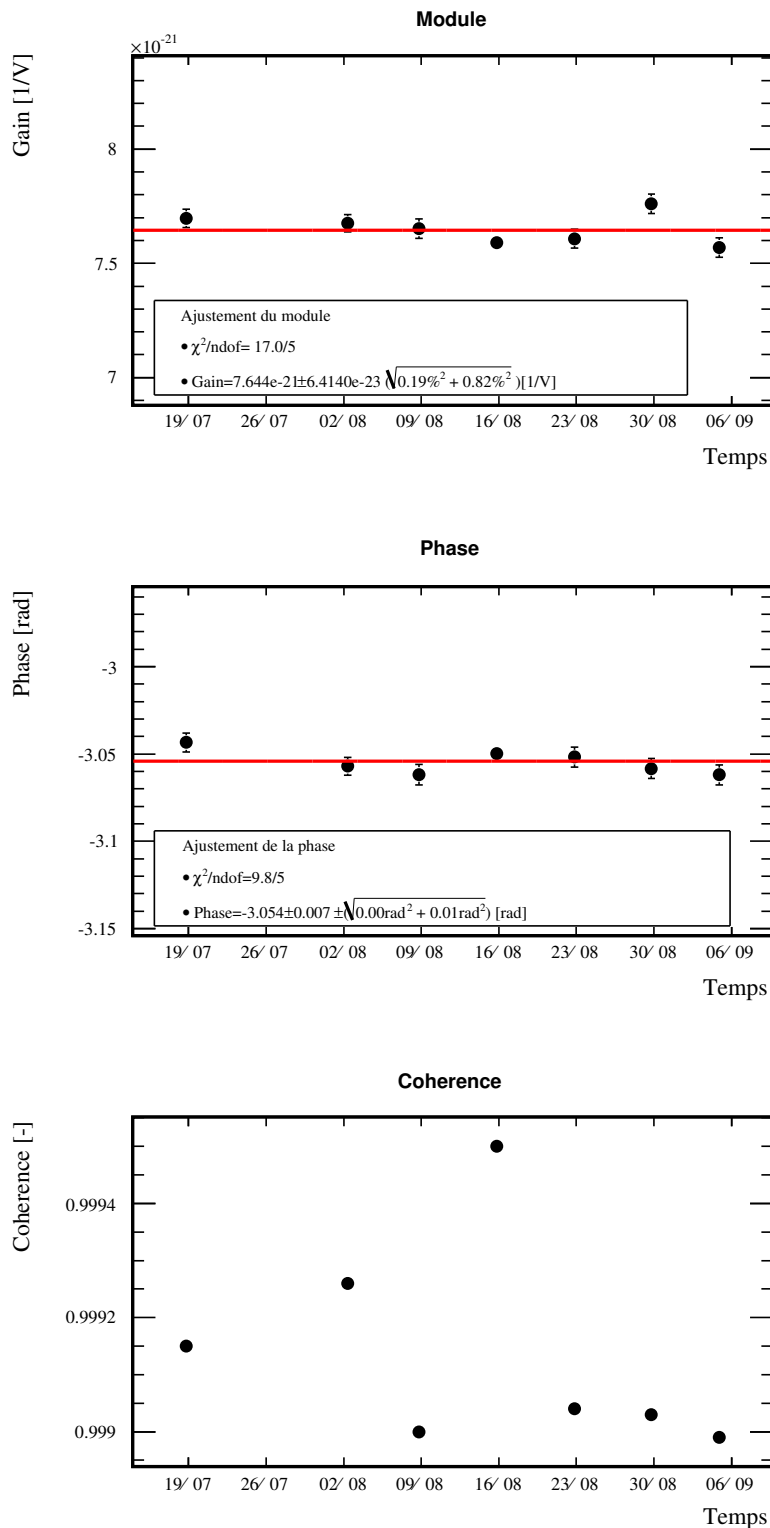 Module
×10⁻²¹
Gain [1/V]
8
7.5
7
Ajustement du module
• χ²/ndof= 17.0/5
• Gain=7.644e-21±6.4140e-23 (√0.19%² + 0.82%² )[1/V]
19/ 07 26/ 07 02/ 08 09/ 08 16/ 08 23/ 08 30/ 08 06/ 09
Temps
Phase
Phase [rad]
-3
-3.05
-3.1
-3.15
Ajustement de la phase
• χ²/ndof=9.8/5
• Phase=-3.054±0.007 ±(√0.00rad² + 0.01rad²) [rad]
19/ 07 26/ 07 02/ 08 09/ 08 16/ 08 23/ 08 30/ 08 06/ 09
Temps
Coherence
Coherence [-]
0.9994
0.9992
0.999
19/ 07 26/ 07 02/ 08 09/ 08 16/ 08 23/ 08 30/ 08 06/ 09
Temps